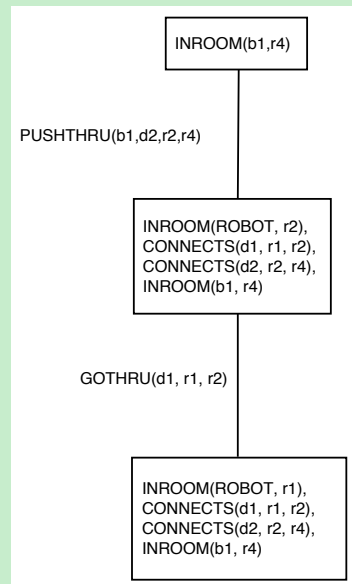 INROOM(b1,r4)
PUSHTHRU(b1,d2,r2,r4)
INROOM(ROBOT, r2),
CONNECTS(d1, r1, r2),
CONNECTS(d2, r2, r4),
INROOM(b1, r4)
GOTHRU(d1, r1, r2)
INROOM(ROBOT, r1),
CONNECTS(d1, r1, r2),
CONNECTS(d2, r2, r4),
INROOM(b1, r4)